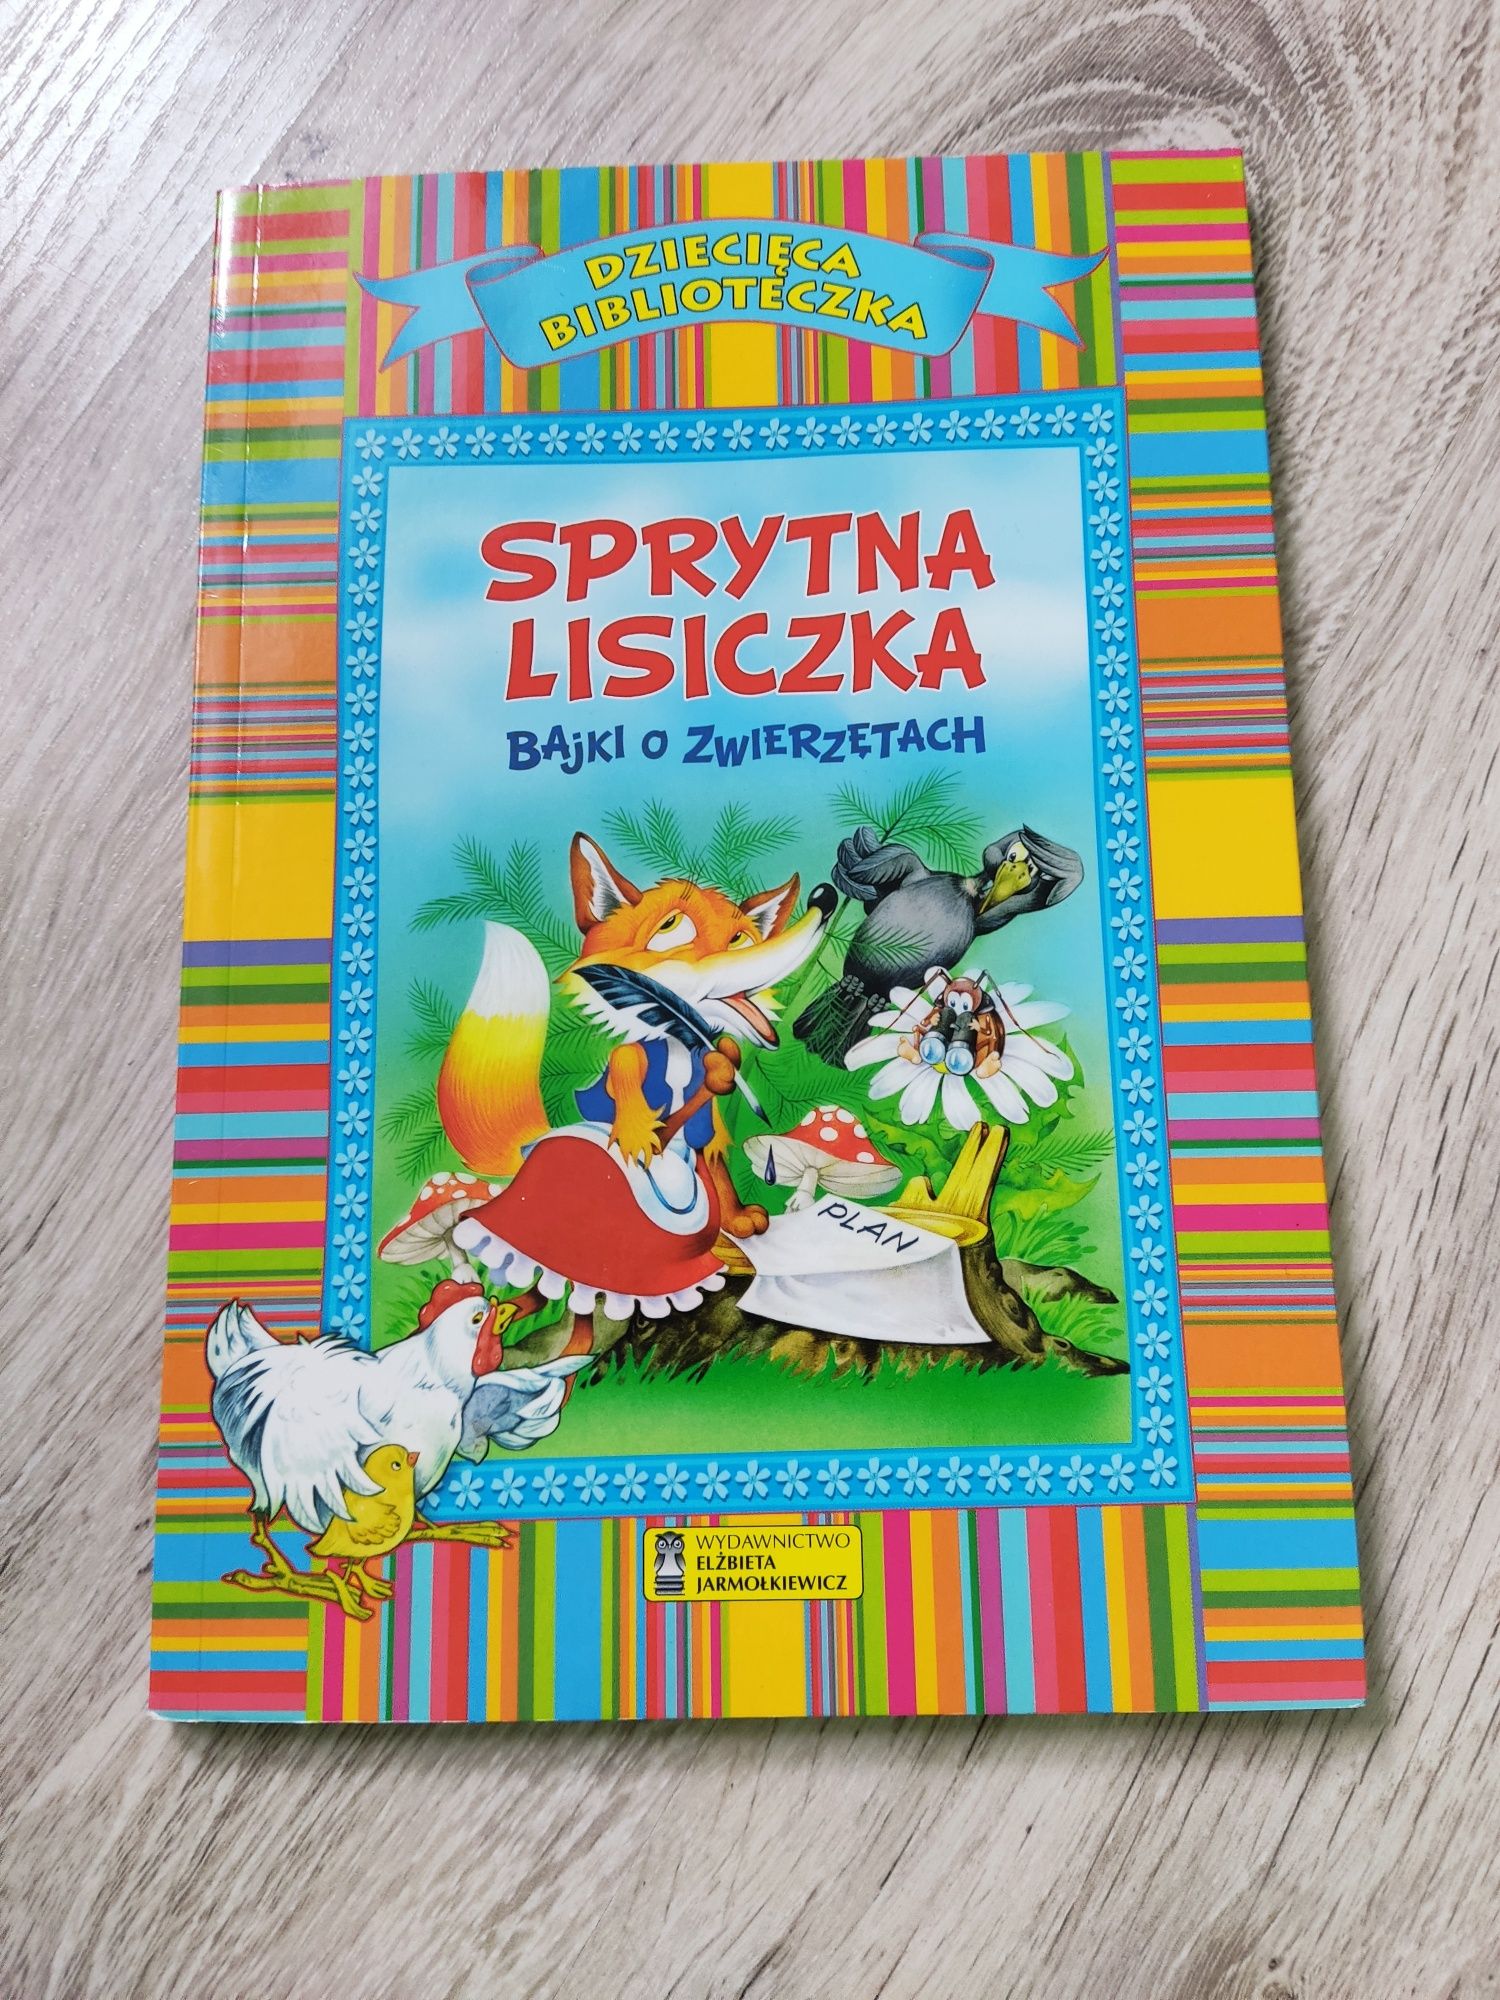 DZIECIĘCA
BIBLIOTECZKA
SPRYTNA
LISICZKA
BAjKI O ZWIERZĘTACH
PLAN
WYDAWNICTWO
ELŻBIETA
JARMOŁKIEWICZ